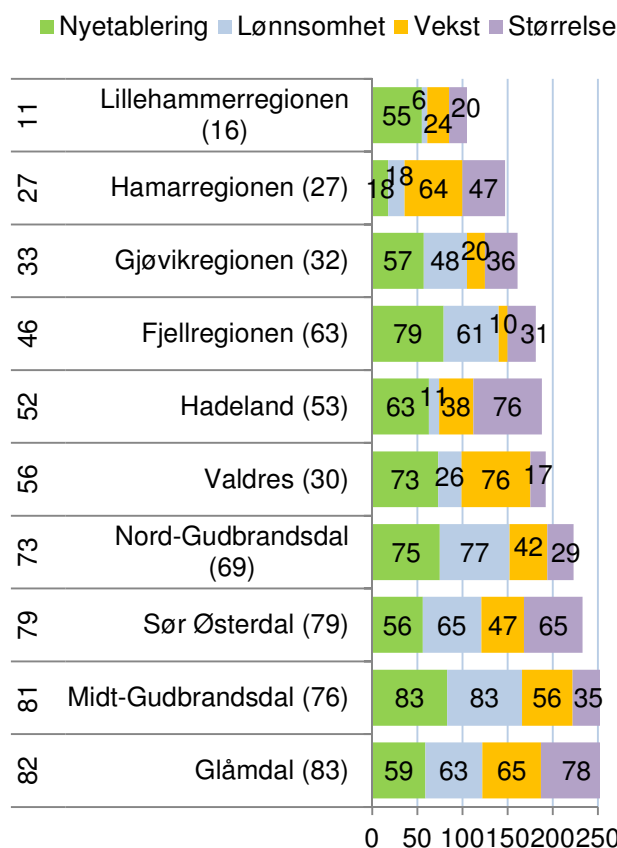 Nyetablering Lønnsomhet Vekst Størrelse
11 Lillehammerregionen (16) 55 6 24 20
27 Hamarregionen (27) 18 18 64 47
33 Gjøvikregionen (32) 57 48 20 36
46 Fjellregionen (63) 79 61 10 31
52 Hadeland (53) 63 11 38 76
56 Valdres (30) 73 26 76 17
73 Nord-Gudbrandsdal (69) 75 77 42 29
79 Sør Østerdal (79) 56 65 47 65
81 Midt-Gudbrandsdal (76) 83 83 56 35
82 Glåmdal (83) 59 63 65 78
0 50 100 150 200 250